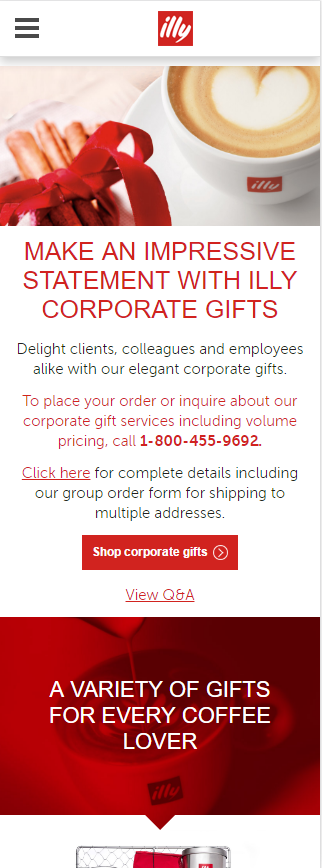 illy
illy
MAKE AN IMPRESSIVE
STATEMENT WITH ILLY
CORPORATE GIFTS
Delight clients, colleagues and employees
alike with our elegant corporate gifts.
To place your order or inquire about our
corporate gift services including volume
pricing, call 1-800-455-9692.
Click here for complete details including
our group order form for shipping to
multiple addresses.
Shop corporate gifts
View Q&A
A VARIETY OF GIFTS
FOR EVERY COFFEE
LOVER
illy